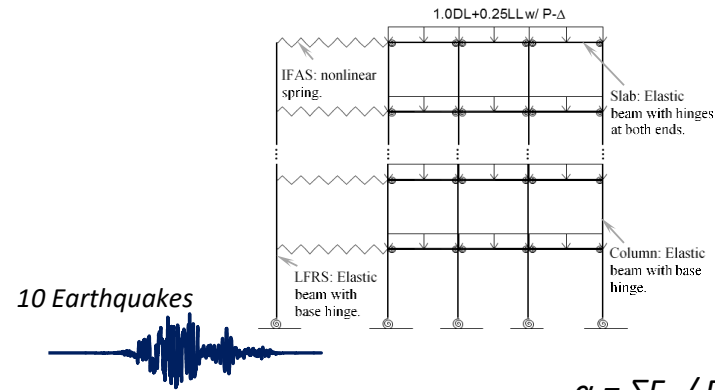 1.0DL+0.25LL w/ P-Δ
IFAS: nonlinear
spring.
Slab: Elastic
beam with hinges
at both ends.
Column: Elastic
beam with base
hinge.
LFRS: Elastic
beam with
base hinge.
10 Earthquakes
α = ΣF